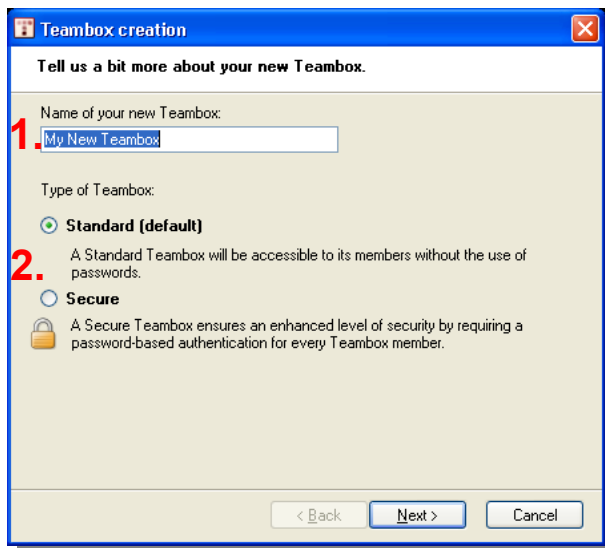 Teambox creation
Tell us a bit more about your new Teambox.
Name of your new Teambox:
1.
My New Teambox
Type of Teambox:
Standard (default)
2.
A Standard Teambox will be accessible to its members without the use of
passwords.
Secure
A Secure Teambox ensures an enhanced level of security by requiring a
password-based authentication for every Teambox member.
< Back
Next >
Cancel